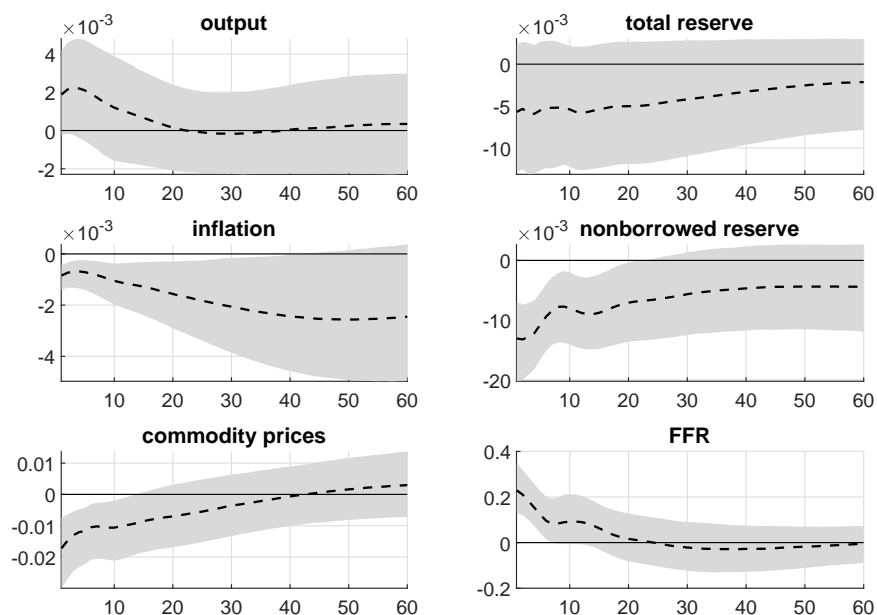 ×10⁻³
output
4
2
0
-2
10 20 30 40 50 60
×10⁻³
total reserve
0
-5
-10
10 20 30 40 50 60
×10⁻³
inflation
0
-2
-4
10 20 30 40 50 60
×10⁻³
nonborrowed reserve
0
-10
-20
10 20 30 40 50 60
commodity prices
0.01
0
-0.01
-0.02
10 20 30 40 50 60
FFR
0.4
0.2
0
-0.2
10 20 30 40 50 60